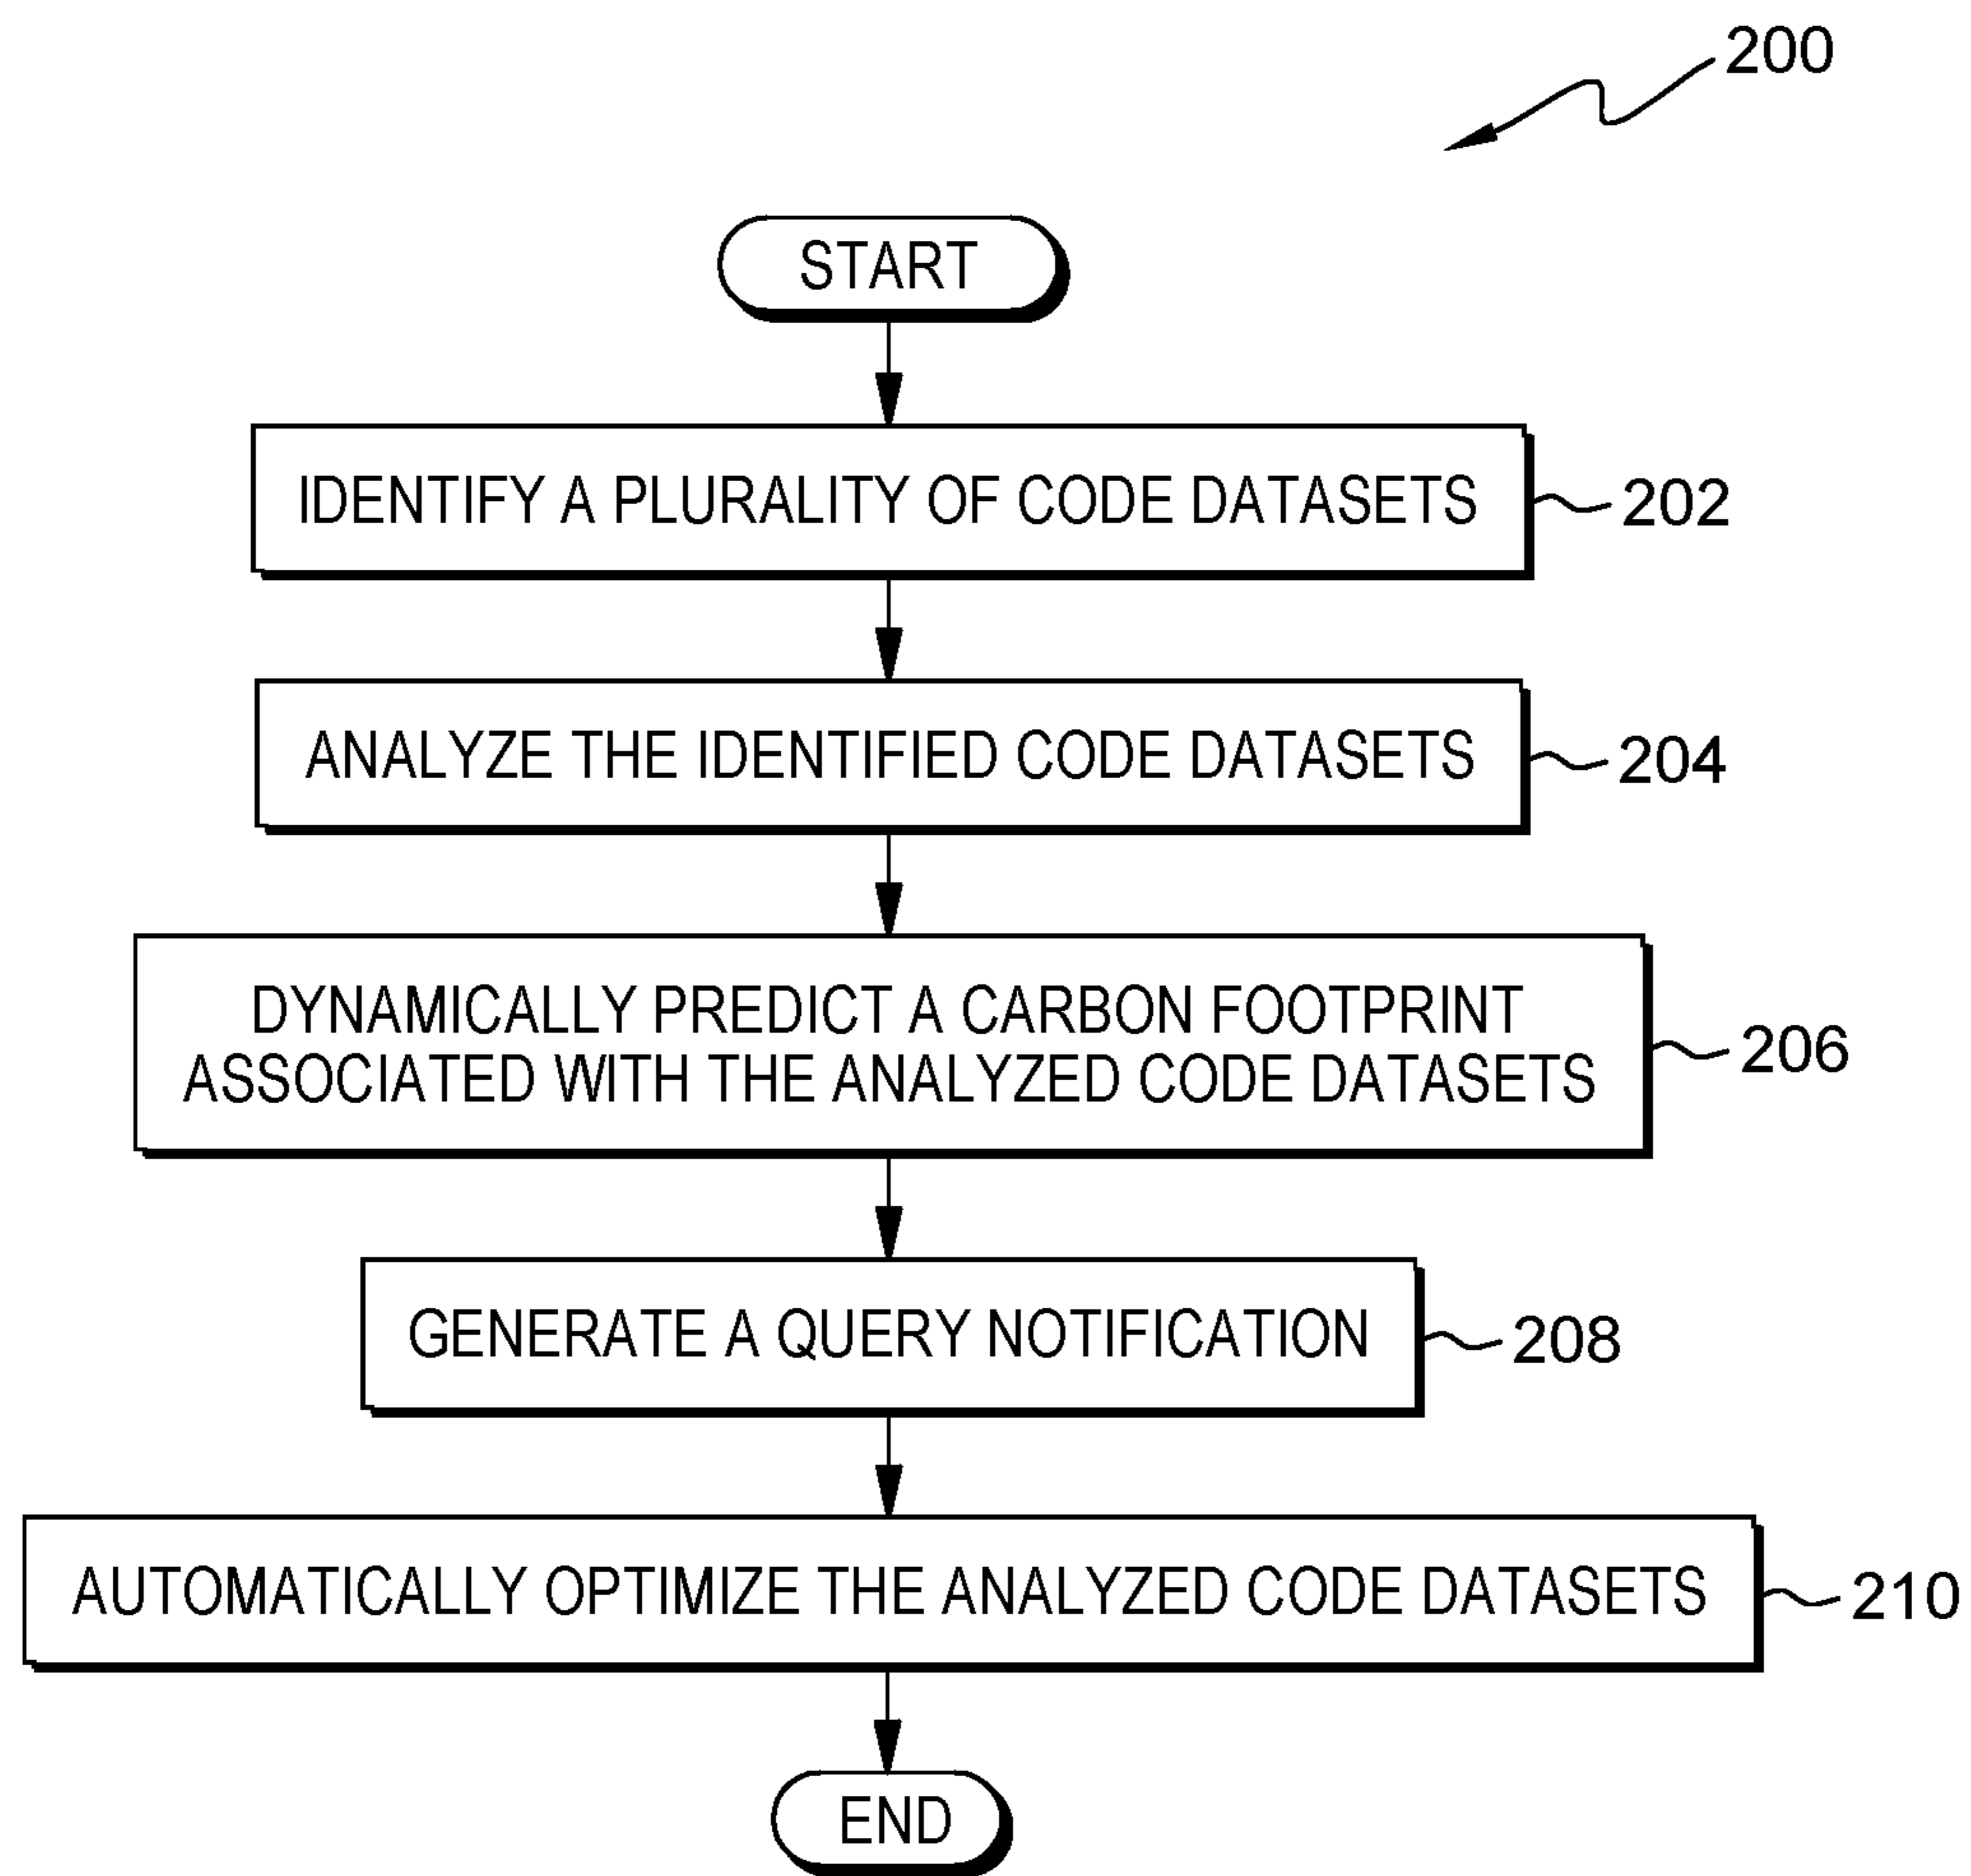 200
START
IDENTIFY A PLURALITY OF CODE DATASETS
202
ANALYZE THE IDENTIFIED CODE DATASETS
204
DYNAMICALLY PREDICT A CARBON FOOTPRINT
ASSOCIATED WITH THE ANALYZED CODE DATASETS
206
GENERATE A QUERY NOTIFICATION
208
AUTOMATICALLY OPTIMIZE THE ANALYZED CODE DATASETS
210
END